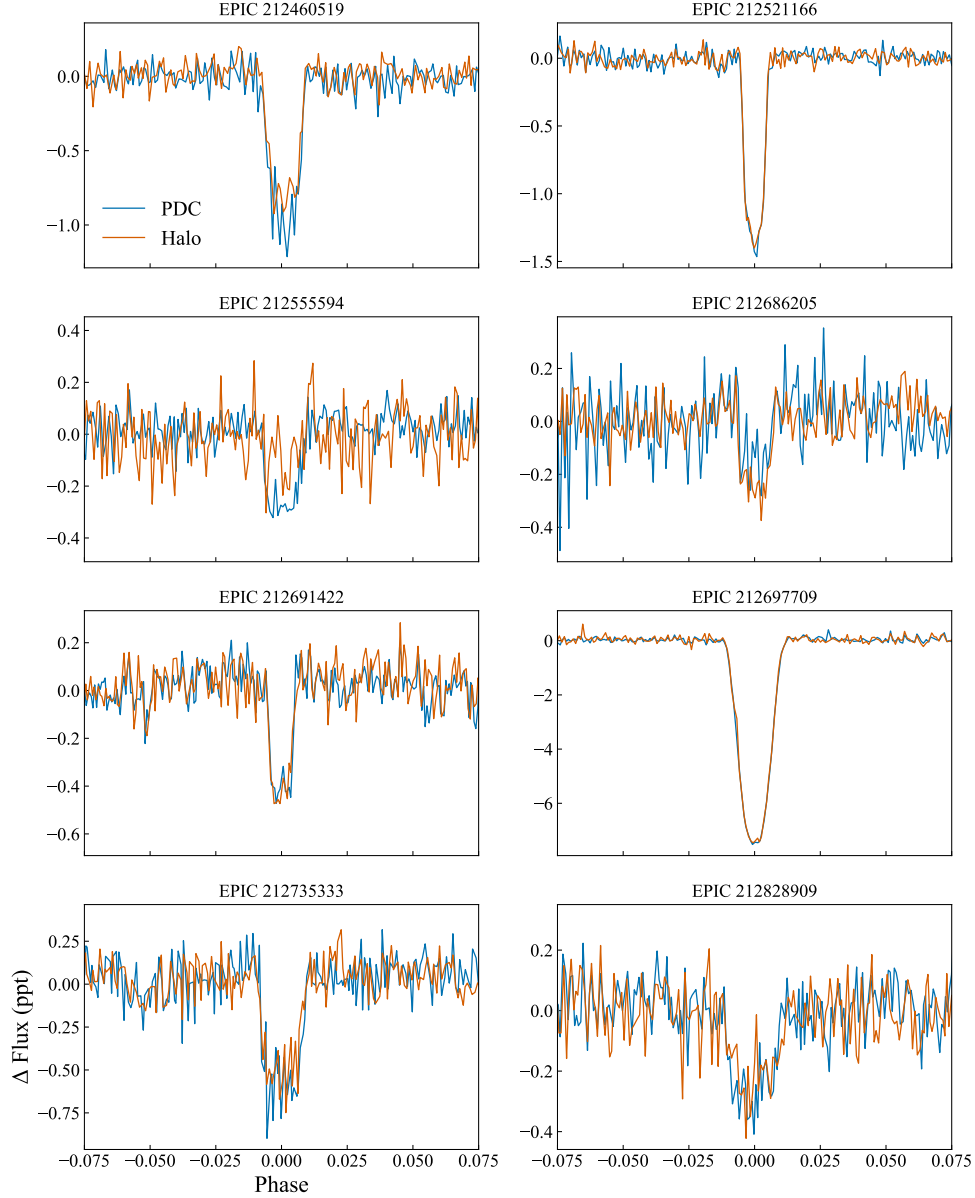 EPIC 212460519
EPIC 212521166
0.0
−0.5
−1.0
PDC
Halo
0.0
−0.5
−1.0
−1.5
EPIC 212555594
EPIC 212686205
0.4
0.2
0.0
−0.2
−0.4
0.2
0.0
−0.2
−0.4
EPIC 212691422
EPIC 212697709
0.2
0.0
−0.2
−0.4
−0.6
0
−2
−4
−6
EPIC 212735333
EPIC 212828909
0.25
0.00
−0.25
−0.50
−0.75
Δ Flux (ppt)
0.2
0.0
−0.2
−0.4
−0.075 −0.050 −0.025 0.000 0.025 0.050 0.075
−0.075 −0.050 −0.025 0.000 0.025 0.050 0.075
Phase